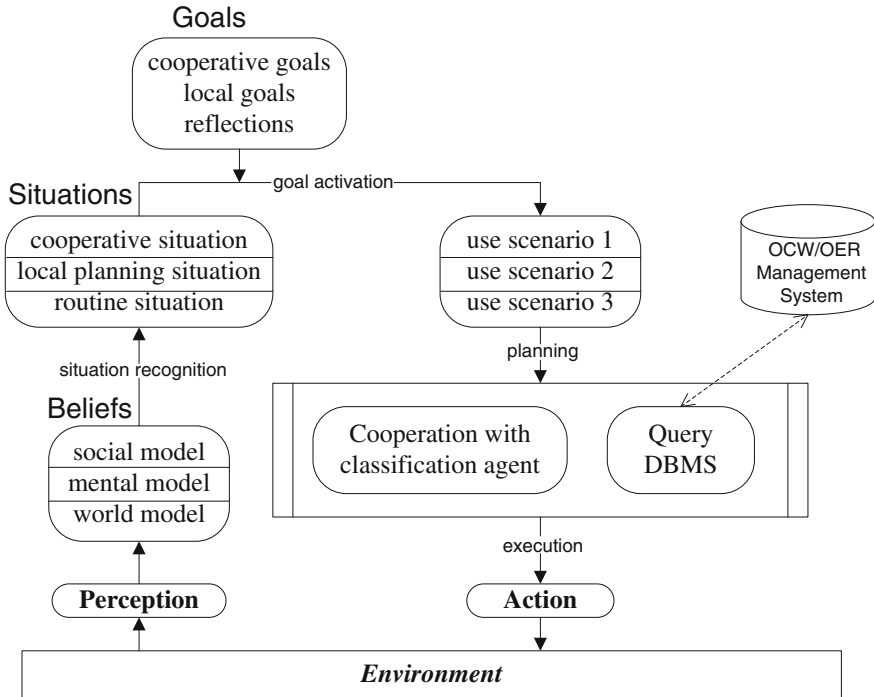 Goals
cooperative goals
local goals
reflections
goal activation
Situations
cooperative situation
local planning situation
routine situation
use scenario 1
use scenario 2
use scenario 3
OCW/OER
Management
System
situation recognition
planning
Beliefs
social model
mental model
world model
Cooperation with
classification agent
Query
DBMS
execution
Perception
Action
Environment